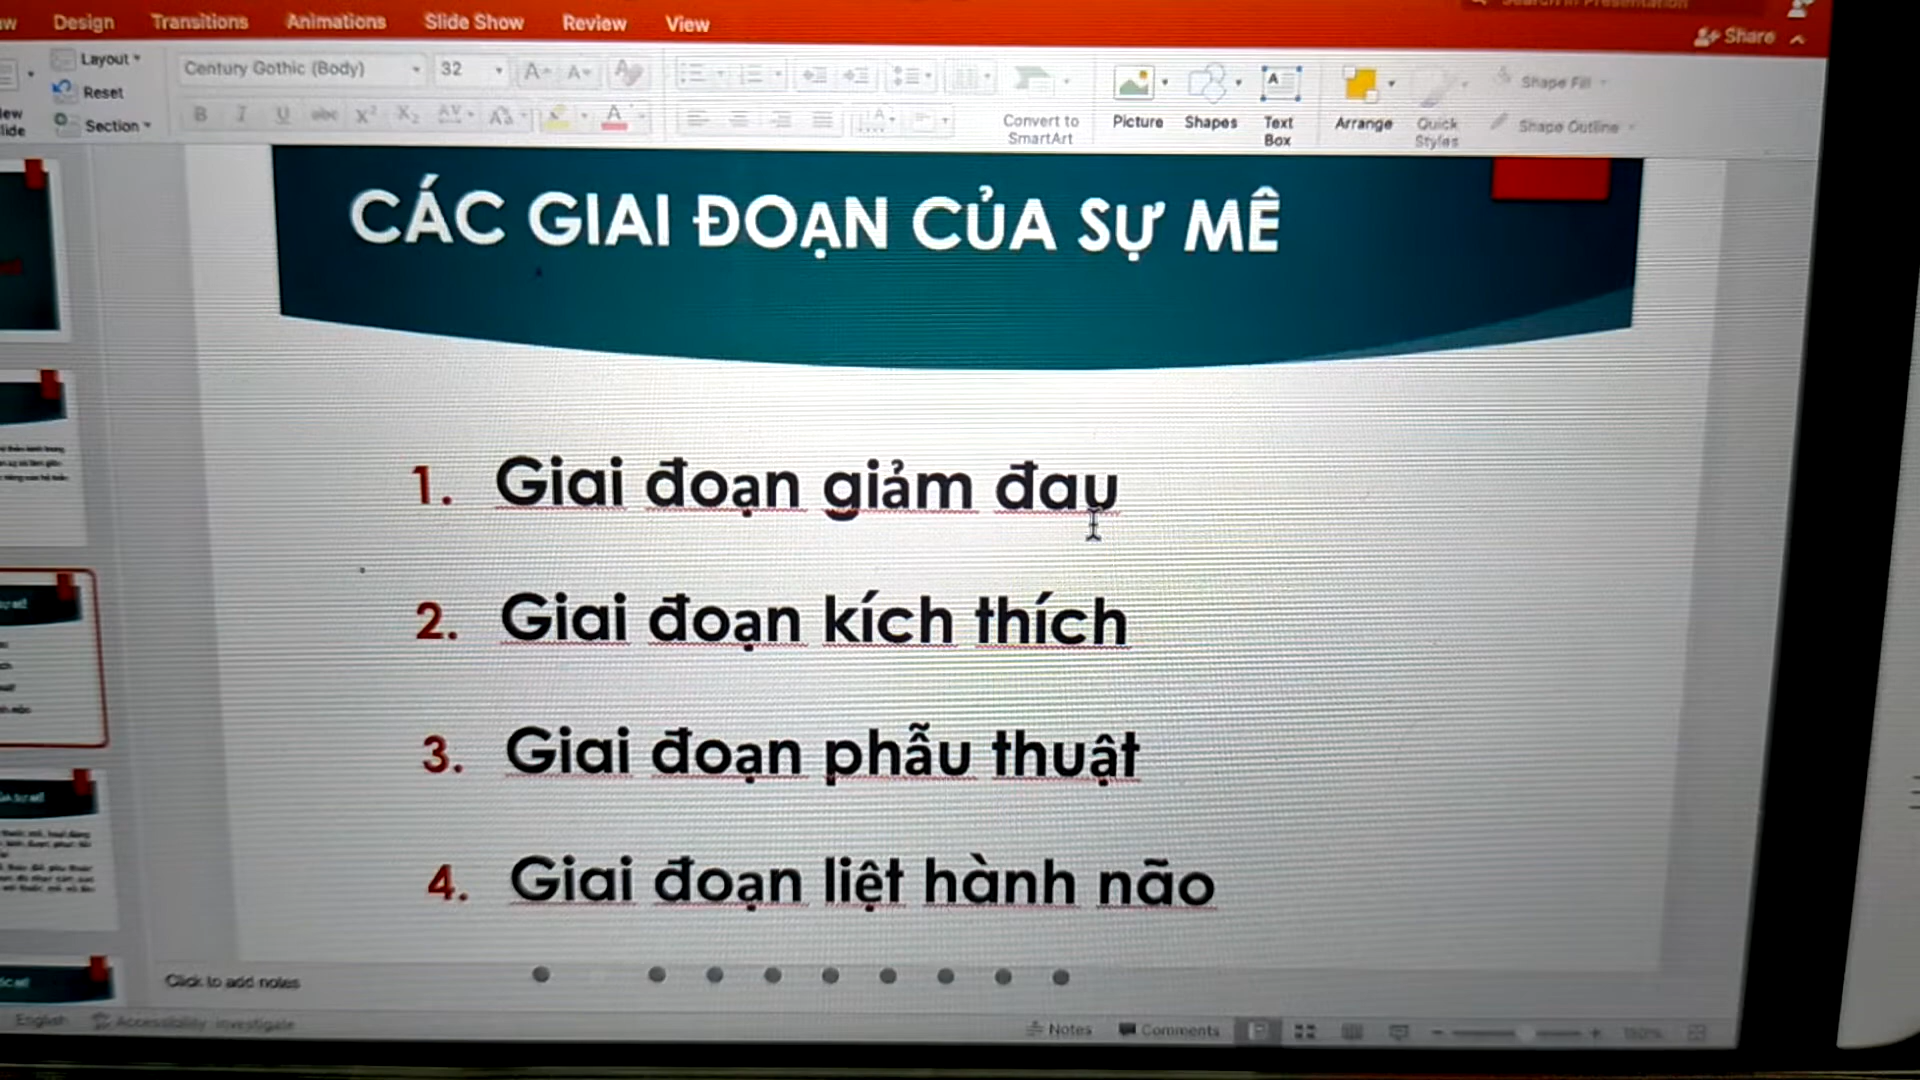 Design Transitions Animations Slide Show Review View
Share
Layout
Century Gothic (Body) 32
Reset
Section
Convert to SmartArt
Picture
Shapes
Text Box
Arrange
Quick Styles
Shape Fill
Shape Outline
CÁC GIAI ĐOẠN CỦA SỰ MÊ
1. Giai đoạn giảm đau
2. Giai đoạn kích thích
3. Giai đoạn phẫu thuật
4. Giai đoạn liệt hành não
Click to add notes
English Accessibility: Investigate
Notes Comments